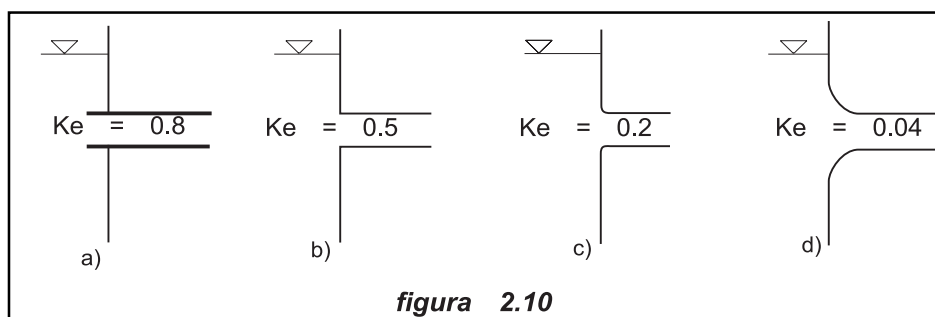 Ke = 0.8
Ke = 0.5
Ke = 0.2
Ke = 0.04
a)
b)
c)
d)
figura 2.10